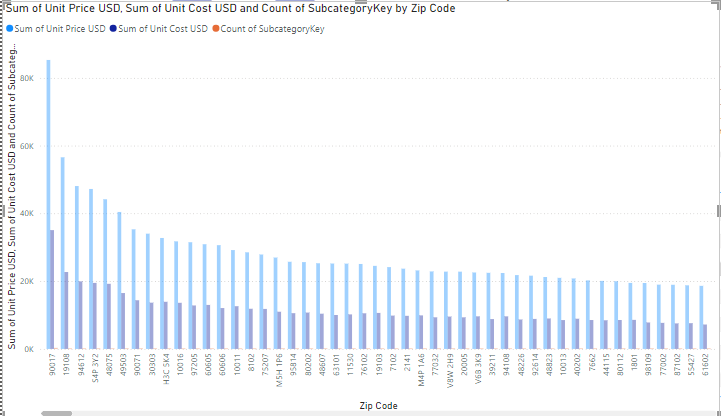 Sum of Unit Price USD, Sum of Unit Cost USD and Count of SubcategoryKey by Zip Code
Sum of Unit Price USD Sum of Unit Cost USD Count of SubcategoryKey
Sum of Unit Price USD, Sum of Unit Cost USD and Count of Subcateg...
80K
60K
40K
20K
0K
90017
19108
94612
S4P 3Y2
48075
49503
90071
30303
H3C 5K4
10016
97205
60605
60606
10011
8102
75207
M5H 1P6
95814
80202
48607
63101
11530
76102
19103
7102
2141
M4P 1A6
77032
V8W 2H9
20005
V6B 3K9
39211
94108
48226
92614
48823
10013
40202
7662
44115
80112
1801
98109
77002
87102
55427
61602
Zip Code